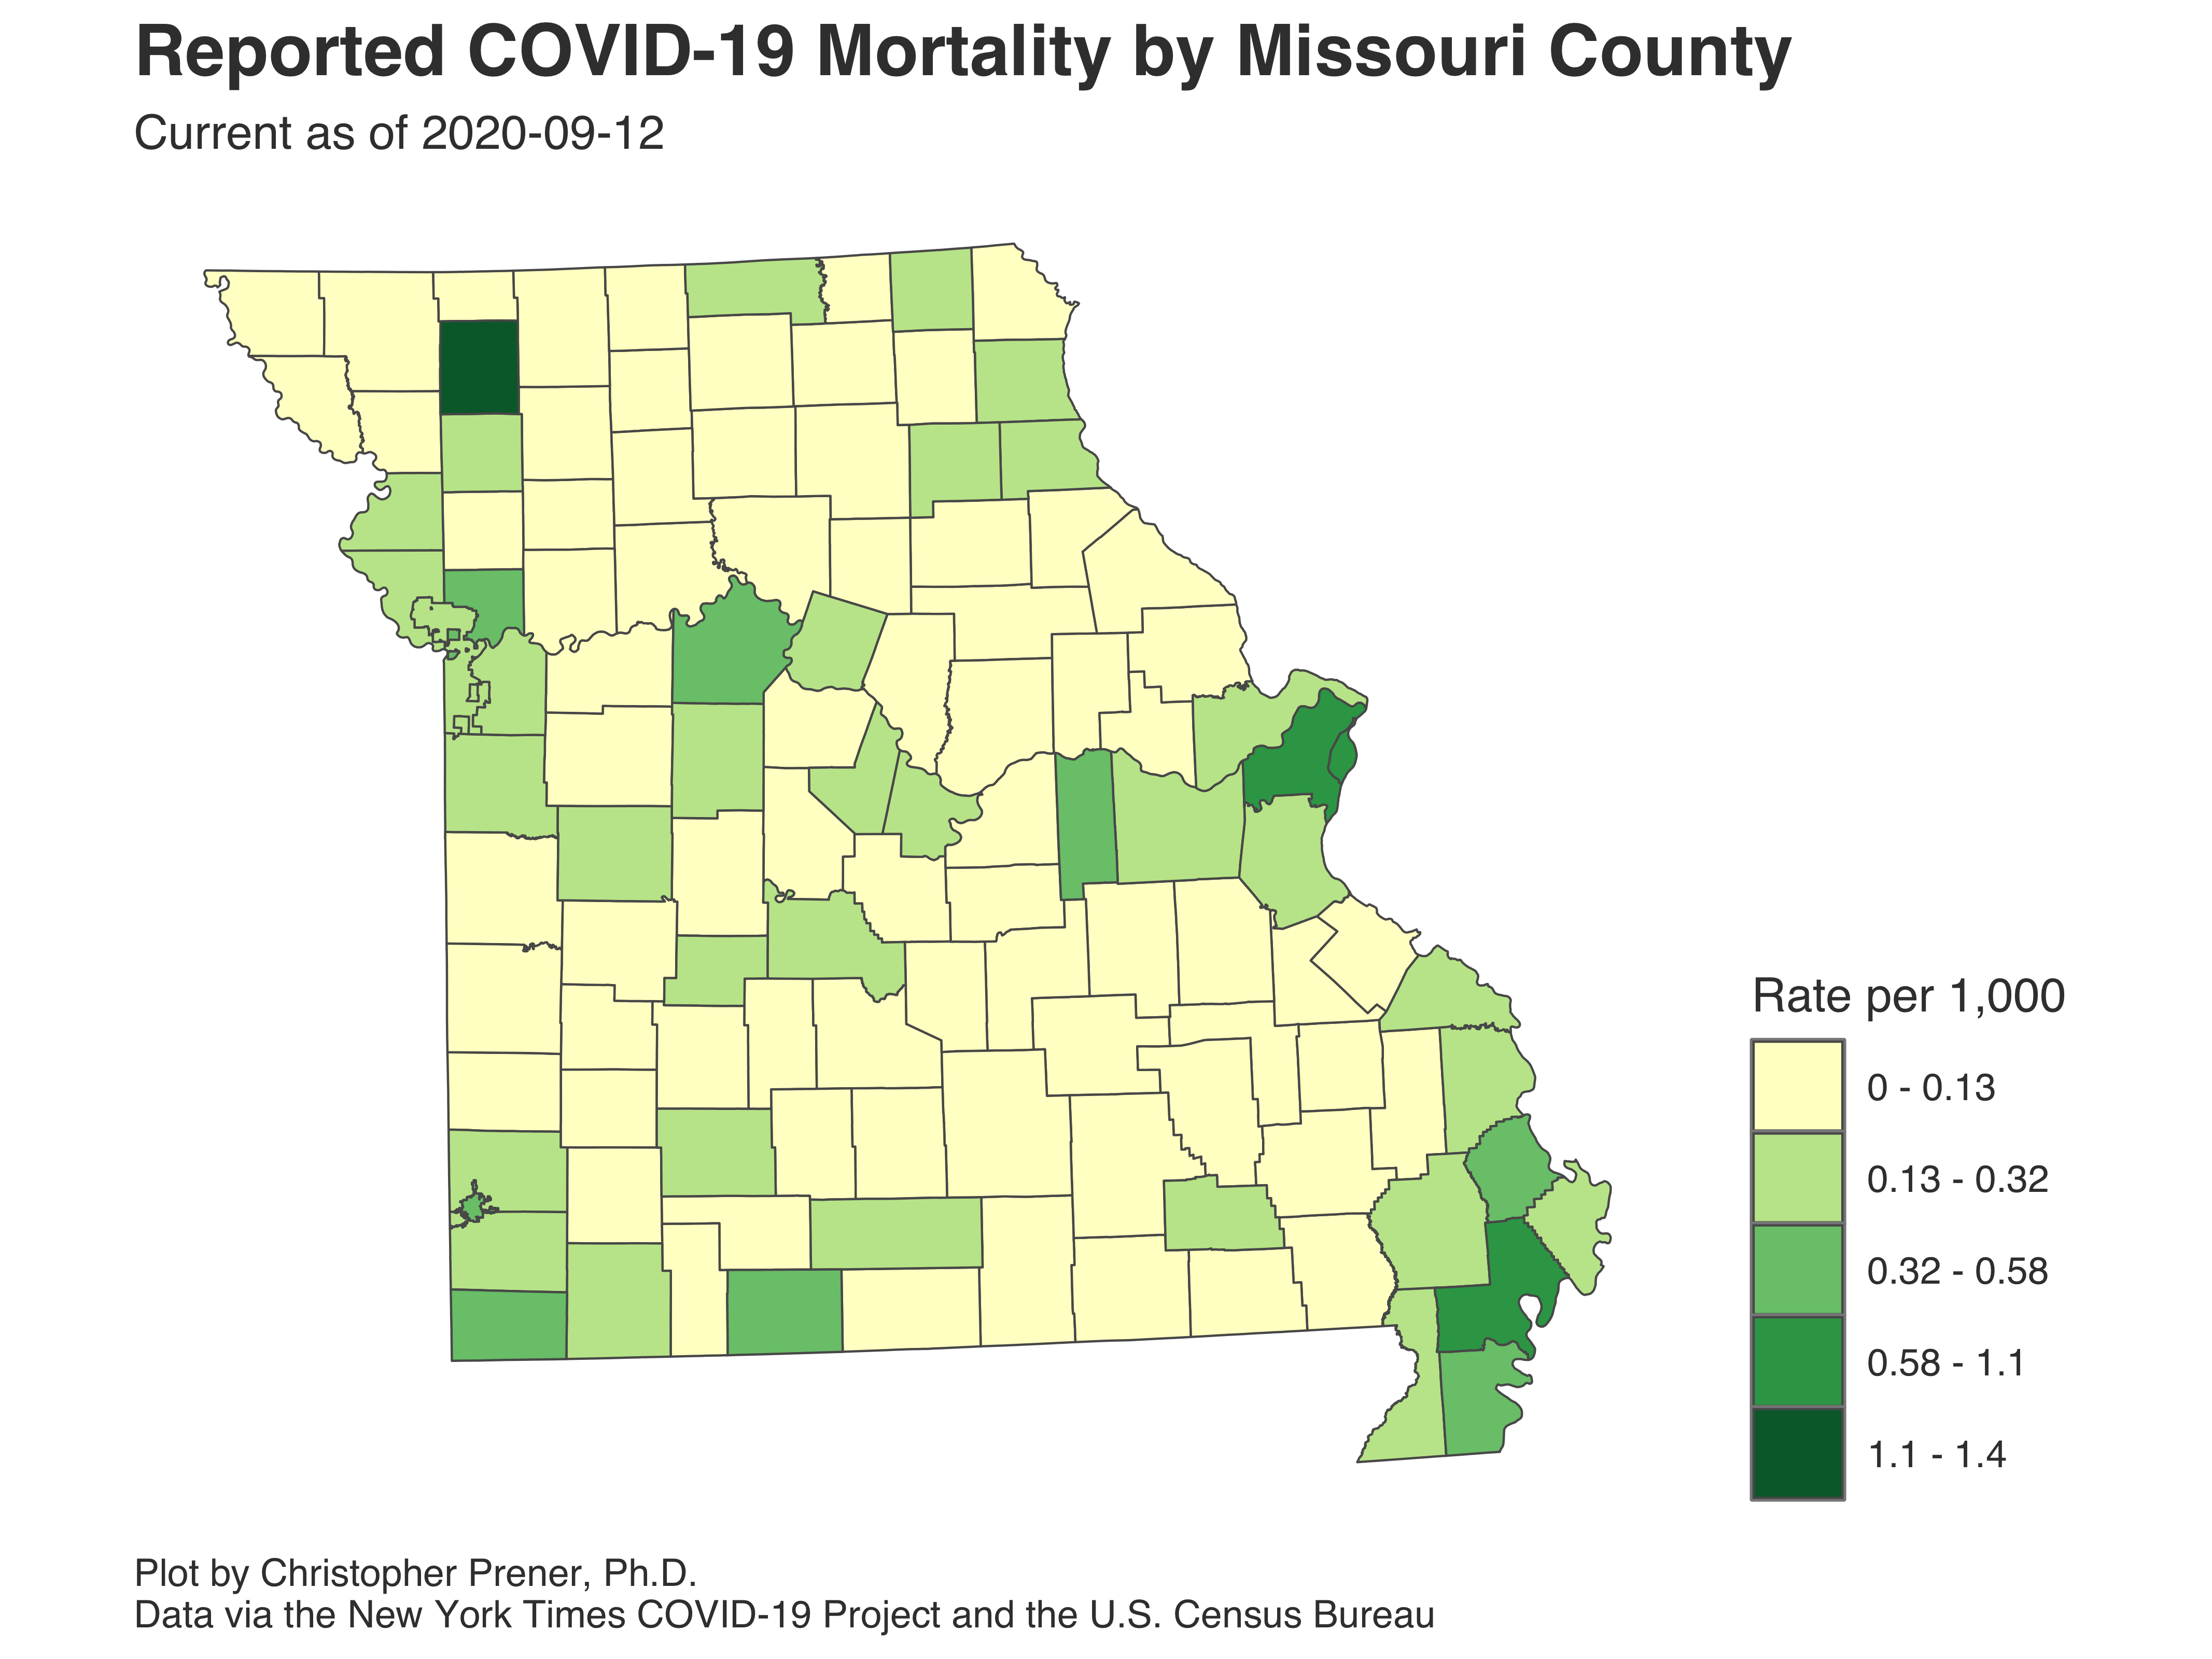 Reported COVID-19 Mortality by Missouri County
Current as of 2020-09-12
Rate per 1,000
0 - 0.13
0.13 - 0.32
0.32 - 0.58
0.58 - 1.1
1.1 - 1.4
Plot by Christopher Prener, Ph.D.
Data via the New York Times COVID-19 Project and the U.S. Census Bureau